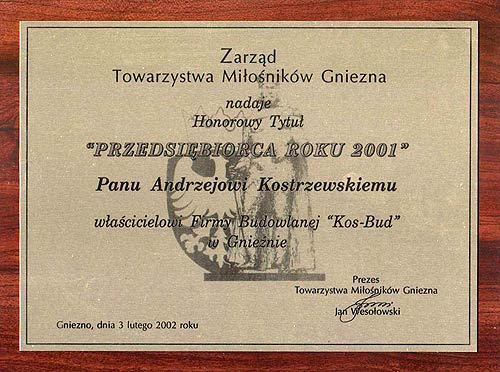 Zarząd
Towarzystwa Miłośników Gniezna
nadaje
Honorowy Tytuł
"PRZEDSIĘBIORCA ROKU 2001"
Panu Andrzejowi Kostrzewskiemu
właścicielowi Firmy Budowlanej "Kos-Bud"
w Gnieźnie
Prezes
Towarzystwa Miłośników Gniezna
Jan Wesołowski
Gniezno, dnia 3 lutego 2002 roku